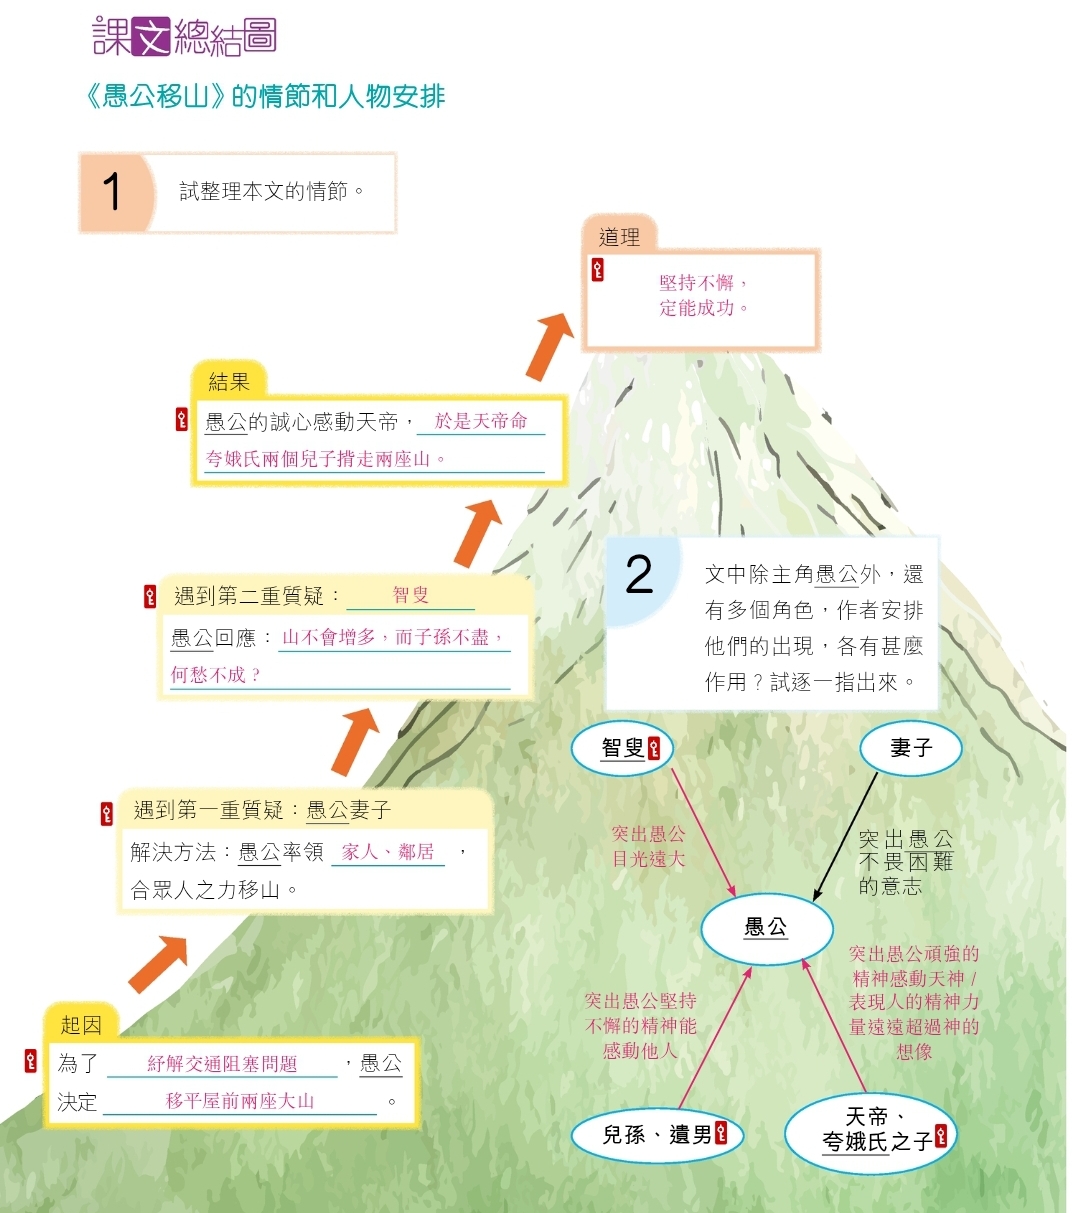 課文總結圖
《愚公移山》的情節和人物安排
1
試整理本文的情節。
道理
堅持不懈，
定能成功。
結果
愚公的誠心感動天帝，於是天帝命
夸娥氏兩個兒子揹走兩座山。
遇到第二重質疑：智叟
愚公回應：山不會增多，而子孫不盡，
何愁不成？
遇到第一重質疑：愚公妻子
解決方法：愚公率領 家人、鄰居 ，
合眾人之力移山。
起因
為了 紓解交通阻塞問題 ，愚公
決定 移平屋前兩座大山 。
2
文中除主角愚公外，還
有多個角色，作者安排
他們的出現，各有甚麼
作用？試逐一指出來。
智叟
妻子
突出愚公
目光遠大
突出愚公
不畏困難
的意志
愚公
突出愚公堅持
不懈的精神能
感動他人
突出愚公頑強的
精神感動天神/
表現人的精神力
量遠遠超過神的
想像
兒孫、遺男
天帝、
夸娥氏之子